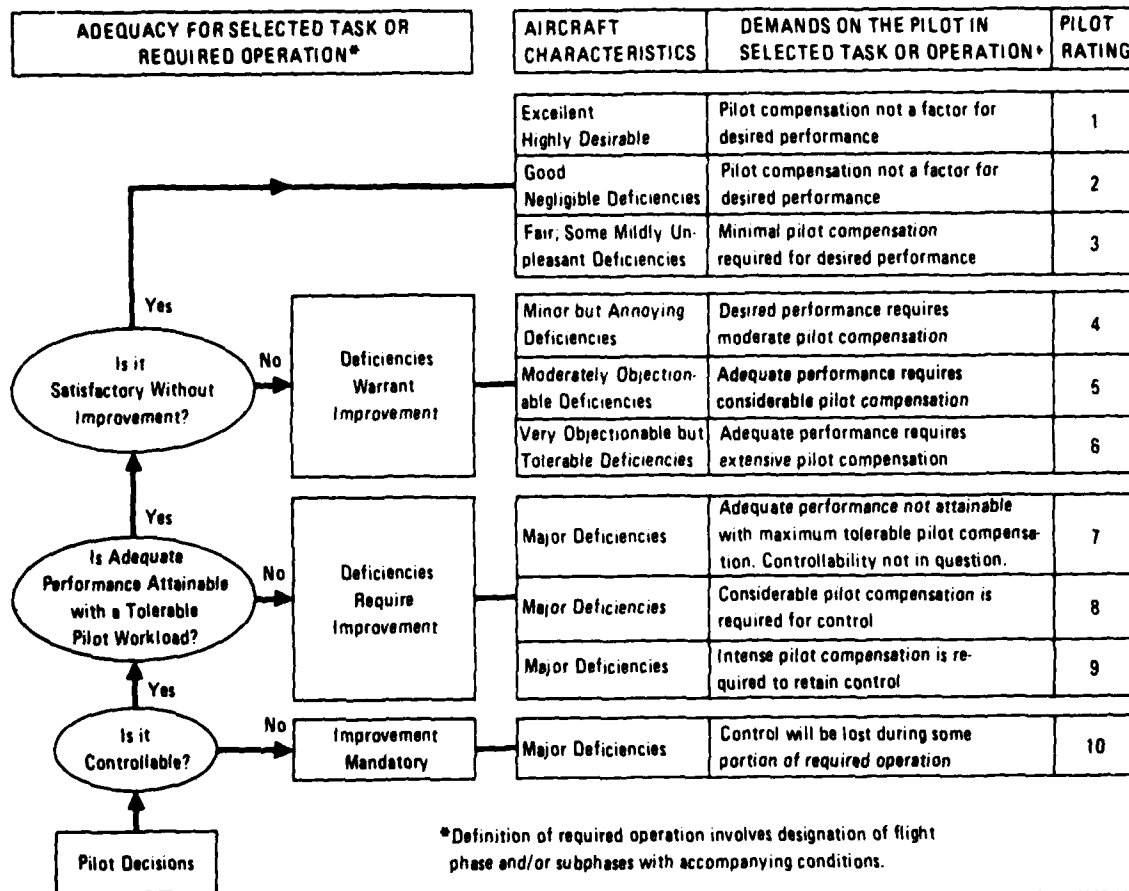 ADEQUACY FOR SELECTED TASK OR
REQUIRED OPERATION*
AIRCRAFT
CHARACTERISTICS
DEMANDS ON THE PILOT IN
SELECTED TASK OR OPERATION*
PILOT
RATING
Excellent
Highly Desirable
Pilot compensation not a factor for
desired performance
1
Good
Negligible Deficiencies
Pilot compensation not a factor for
desired performance
2
Fair; Some Mildly Un-
pleasant Deficiencies
Minimal pilot compensation
required for desired performance
3
Yes
Is it
Satisfactory Without
Improvement?
No
Deficiencies
Warrant
Improvement
Minor but Annoying
Deficiencies
Desired performance requires
moderate pilot compensation
4
Moderately Objection-
able Deficiencies
Adequate performance requires
considerable pilot compensation
5
Very Objectionable but
Tolerable Deficiencies
Adequate performance requires
extensive pilot compensation
6
Yes
Is Adequate
Performance Attainable
with a Tolerable
Pilot Workload?
No
Deficiencies
Require
Improvement
Major Deficiencies
Adequate performance not attainable
with maximum tolerable pilot compensa-
tion. Controllability not in question.
7
Major Deficiencies
Considerable pilot compensation is
required for control
8
Major Deficiencies
Intense pilot compensation is re-
quired to retain control
9
Yes
Is it
Controllable?
No
Improvement
Mandatory
Major Deficiencies
Control will be lost during some
portion of required operation
10
Pilot Decisions
*Definition of required operation involves designation of flight
phase and/or subphases with accompanying conditions.